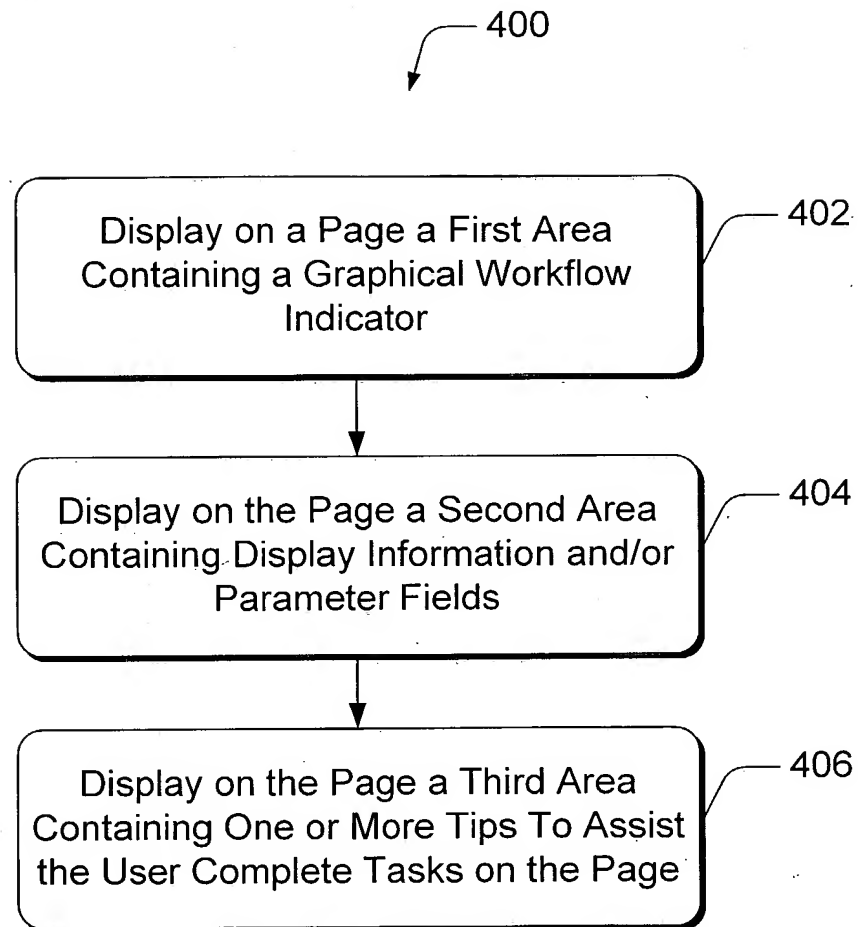 400
Display on a Page a First Area
Containing a Graphical Workflow
Indicator
402
Display on the Page a Second Area
Containing Display Information and/or
Parameter Fields
404
Display on the Page a Third Area
Containing One or More Tips To Assist
the User Complete Tasks on the Page
406